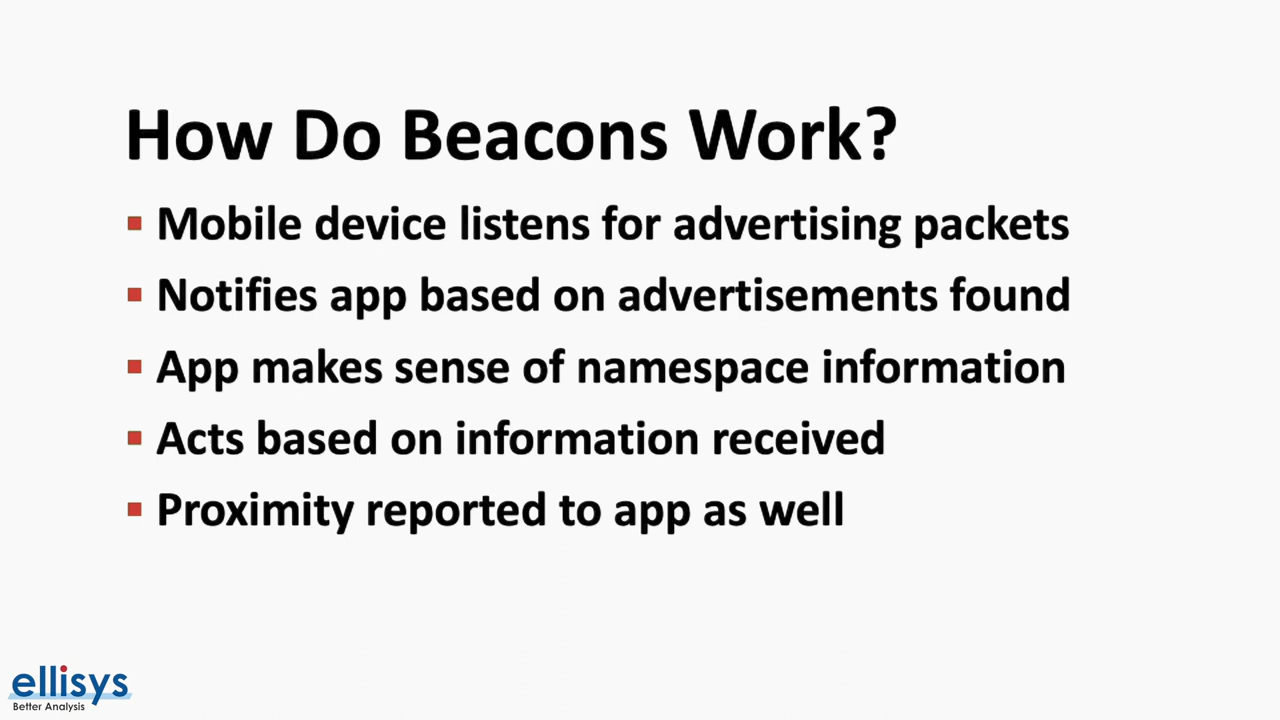 How Do Beacons Work?
▪ Mobile device listens for advertising packets
▪ Notifies app based on advertisements found
▪ App makes sense of namespace information
▪ Acts based on information received
▪ Proximity reported to app as well
ellisys
Better Analysis